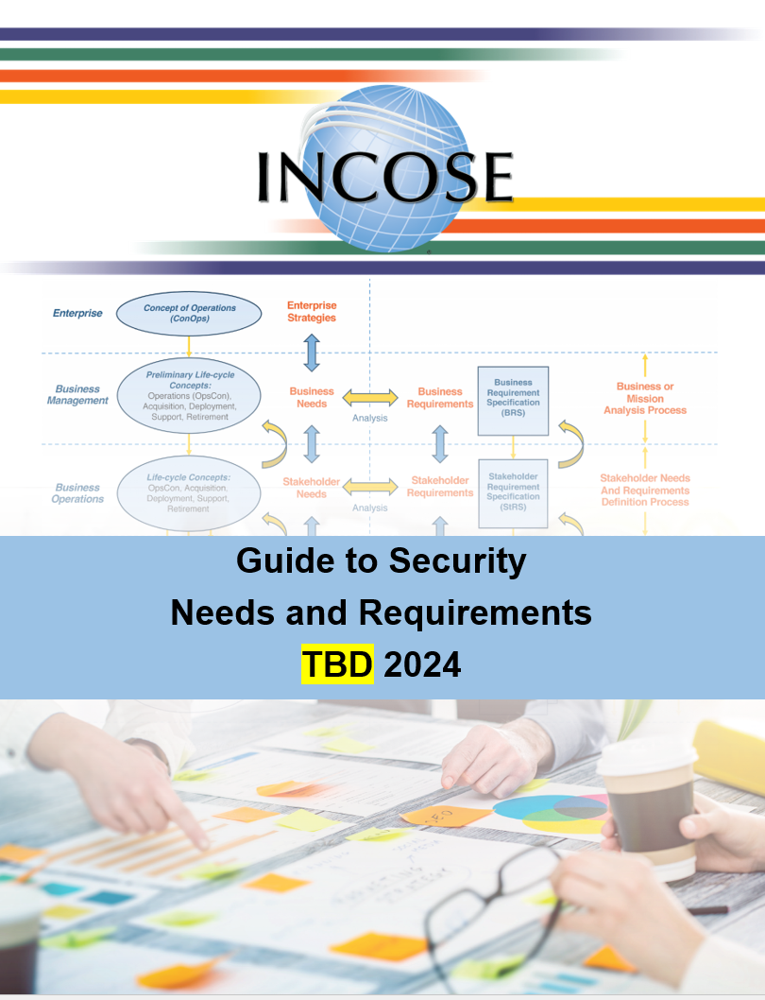 INCOSE
Enterprise
Concept of Operations
(ConOps)
Enterprise
Strategies
Business
Management
Preliminary Life-cycle
Concepts:
Operations (OpsCon),
Acquisition, Deployment,
Support, Retirement
Business
Needs
Analysis
Business
Requirements
Business
Requirement
Specification
(BRS)
Business or
Mission
Analysis Process
Business
Operations
Life-cycle Concepts:
OpsCon, Acquisition,
Deployment, Support,
Retirement
Stakeholder
Needs
Analysis
Stakeholder
Requirements
Stakeholder
Requirement
Specification
(StRS)
Stakeholder Needs
And Requirements
Definition Process
Guide to Security
Needs and Requirements
TBD 2024
SEO